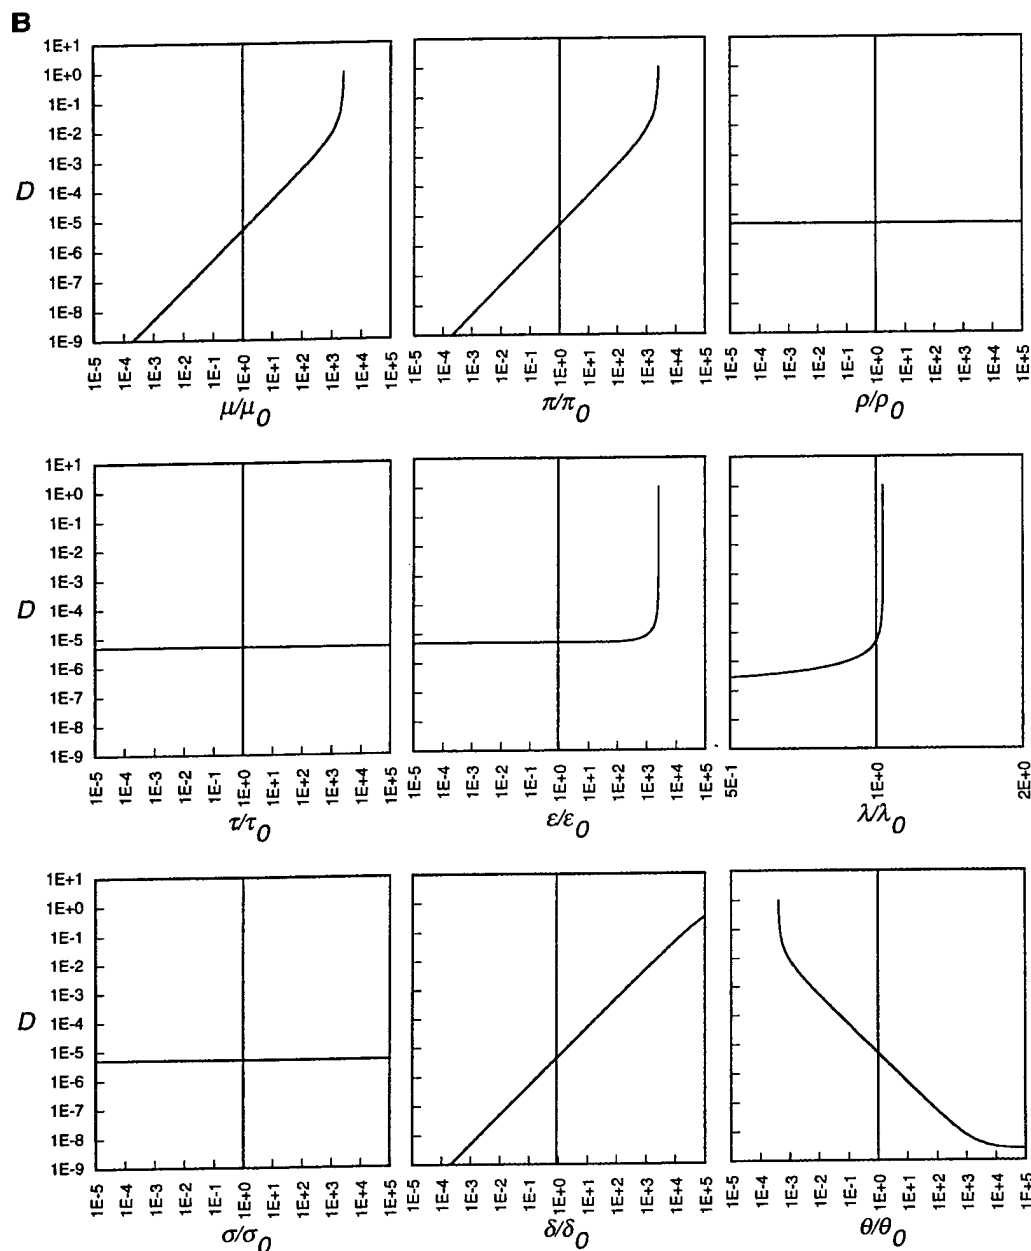 B
1E+1
1E+0
1E-1
1E-2
1E-3
D 1E-4
1E-5
1E-6
1E-7
1E-8
1E-9
1E-5 1E-4 1E-3 1E-2 1E-1 1E+0 1E+1 1E+2 1E+3 1E+4 1E+5
1E-5 1E-4 1E-3 1E-2 1E-1 1E+0 1E+1 1E+2 1E+3 1E+4 1E+5
1E-5 1E-4 1E-3 1E-2 1E-1 1E+0 1E+1 1E+2 1E+3 1E+4 1E+5
μ/μ0 π/π0 ρ/ρ0
1E+1
1E+0
1E-1
1E-2
1E-3
D 1E-4
1E-5
1E-6
1E-7
1E-8
1E-9
1E-5 1E-4 1E-3 1E-2 1E-1 1E+0 1E+1 1E+2 1E+3 1E+4 1E+5
1E-5 1E-4 1E-3 1E-2 1E-1 1E+0 1E+1 1E+2 1E+3 1E+4 1E+5
5E-1 1E+0 2E+0
τ/τ0 ε/ε0 λ/λ0
1E+1
1E+0
1E-1
1E-2
1E-3
D 1E-4
1E-5
1E-6
1E-7
1E-8
1E-9
1E-5 1E-4 1E-3 1E-2 1E-1 1E+0 1E+1 1E+2 1E+3 1E+4 1E+5
1E-5 1E-4 1E-3 1E-2 1E-1 1E+0 1E+1 1E+2 1E+3 1E+4 1E+5
1E-5 1E-4 1E-3 1E-2 1E-1 1E+0 1E+1 1E+2 1E+3 1E+4 1E+5
σ/σ0 δ/δ0 θ/θ0